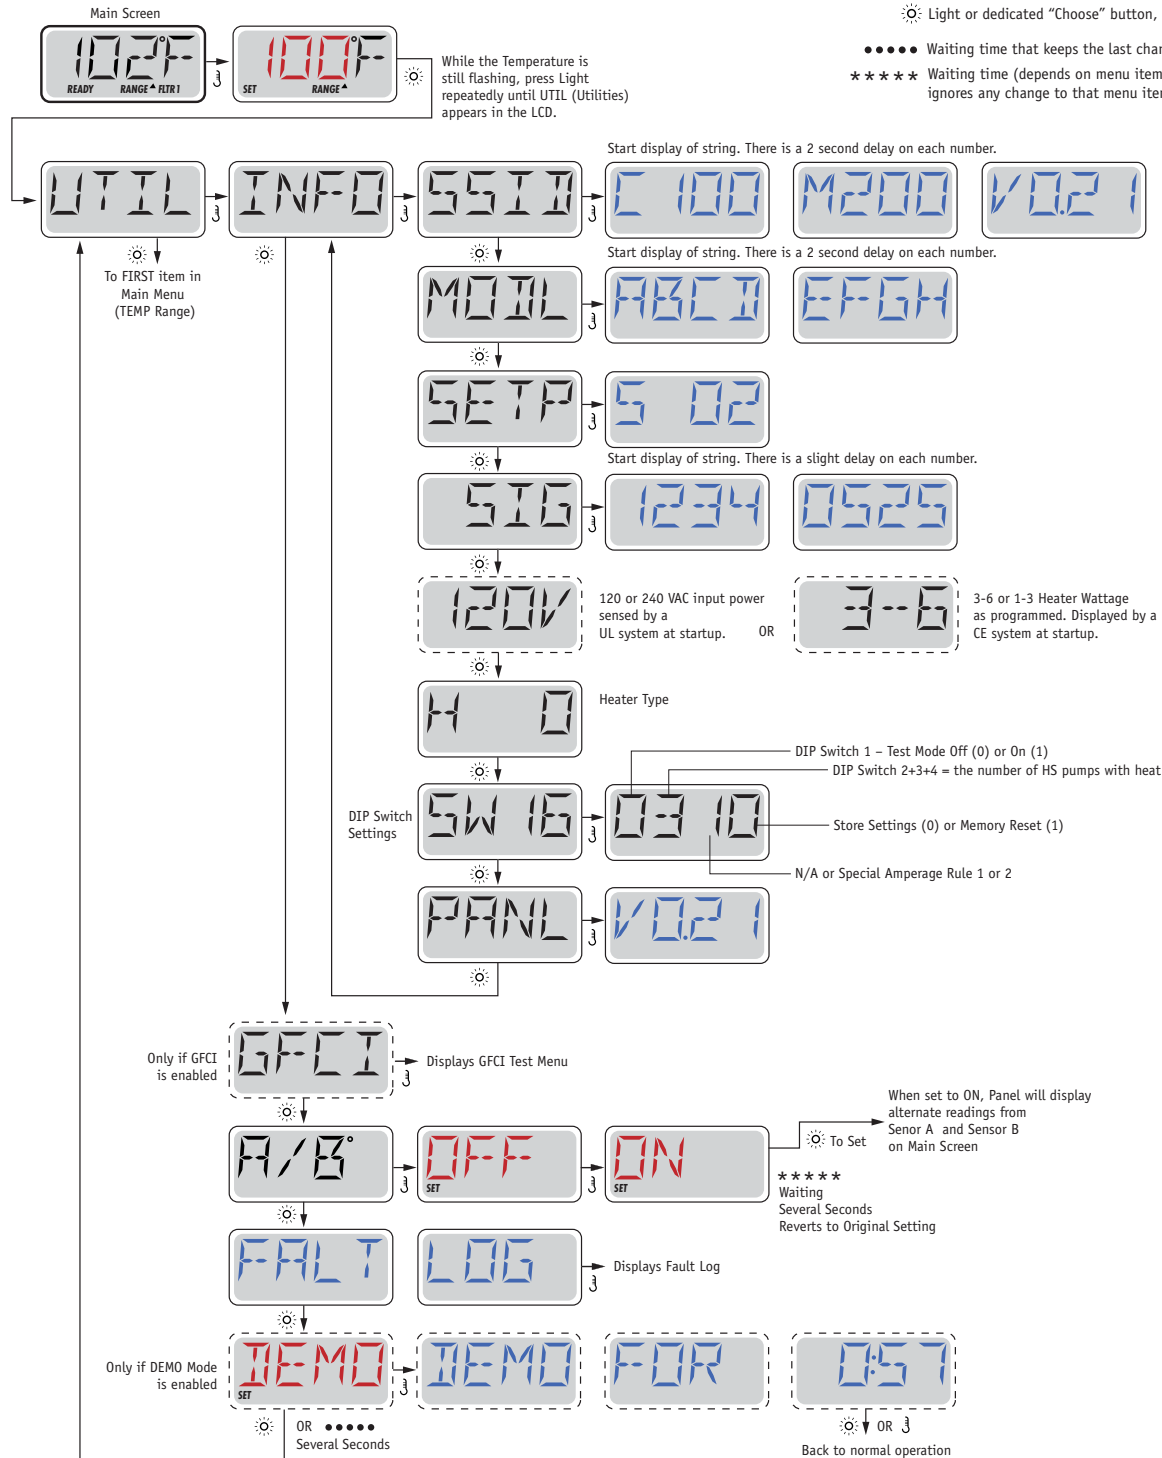 Main Screen
Light or dedicated “Choose” button,
102°F
READY RANGE FLTR1
100°F
SET RANGE
While the Temperature is
still flashing, press Light
repeatedly until UTIL (Utilities)
appears in the LCD.
••••• Waiting time that keeps the last
***** Waiting time (depends on menu item
ignores any change to that menu
Start display of string. There is a 2 second delay on each number.
UTIL
INFO
SSID
C 100
M200
V0.21
To FIRST item in
Main Menu
(TEMP Range)
Start display of string. There is a 2 second delay on each number.
MODL
ABCD
EFGH
SETP
S 02
Start display of string. There is a slight delay on each number.
SIG
1234
0525
120V
120 or 240 VAC input power
sensed by a
UL system at startup.
OR
3-6
3-6 or 1-3 Heater Wattage
as programmed. Displayed by a
CE system at startup.
H 0
Heater Type
DIP Switch 1 – Test Mode Off (0) or On (1)
DIP Switch 2+3+4 = the number of HS pumps with heat
DIP Switch
Settings
SW 16
0310
Store Settings (0) or Memory Reset (1)
N/A or Special Amperage Rule 1 or 2
PANL
V0.21
Only if GFCI
is enabled
GFCI
Displays GFCI Test Menu
A/B°
OFF
SET
ON
SET
To Set
When set to ON, Panel will display
alternate readings from
Senor A and Sensor B
on Main Screen
*****
Waiting
Several Seconds
Reverts to Original Setting
FALT
LOG
Displays Fault Log
Only if DEMO Mode
is enabled
DEMO
SET
DEMO
FOR
0:57
OR •••••
Several Seconds
OR
Back to normal operation